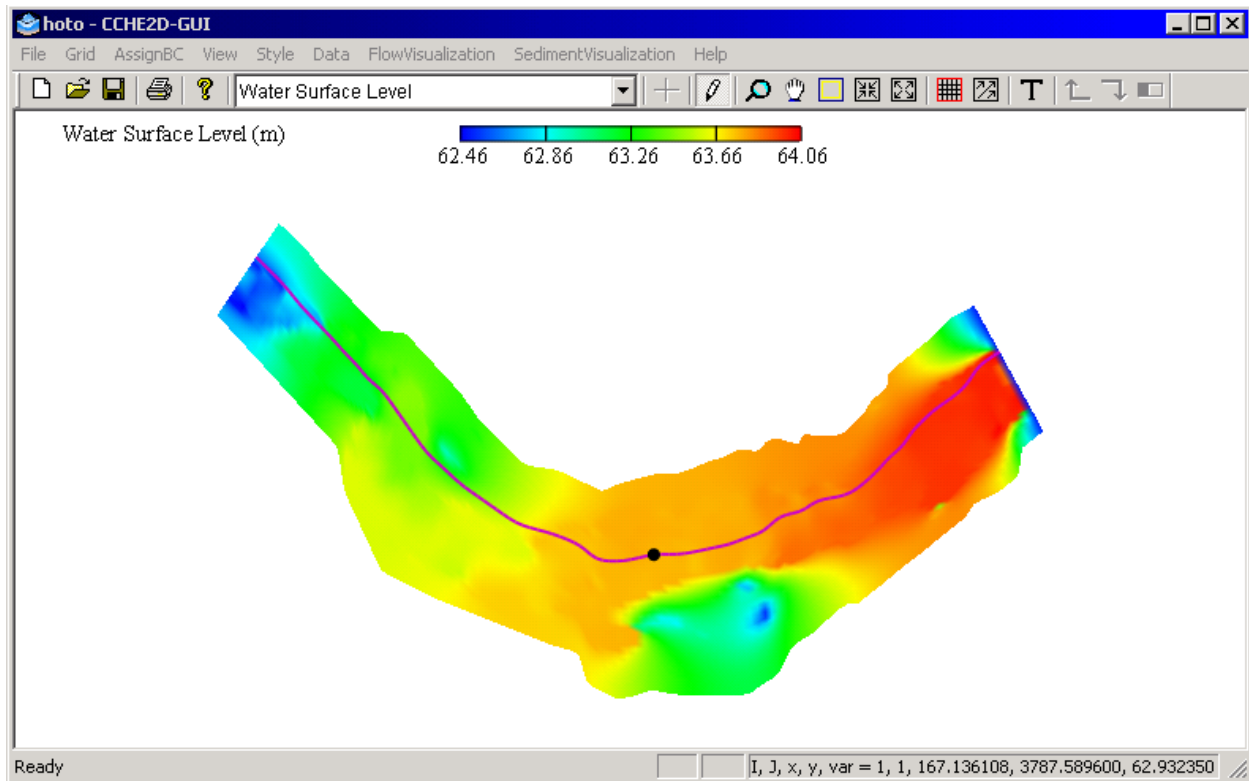 hoto - CCHE2D-GUI
File Grid AssignBC View Style Data FlowVisualization SedimentVisualization Help
Water Surface Level T
Water Surface Level (m)
62.46 62.86 63.26 63.66 64.06
Ready I, J, x, y, var = 1, 1, 167.136108, 3787.589600, 62.932350